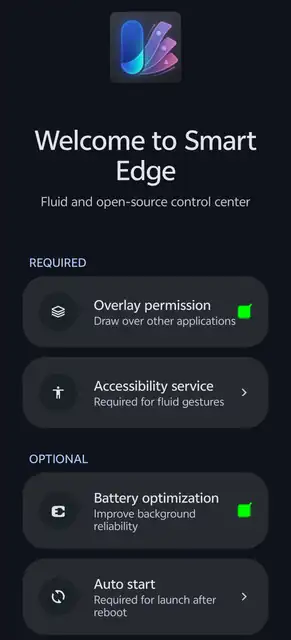 Welcome to Smart
Edge
Fluid and open-source control center
REQUIRED
Overlay permission
Draw over other applications
Accessibility service
Required for fluid gestures
OPTIONAL
Battery optimization
Improve background
reliability
Auto start
Required for launch after
reboot